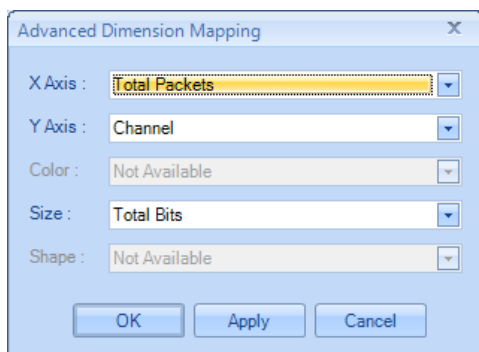 Advanced Dimension Mapping
X Axis : Total Packets
Y Axis : Channel
Color : Not Available
Size : Total Bits
Shape : Not Available
OK Apply Cancel